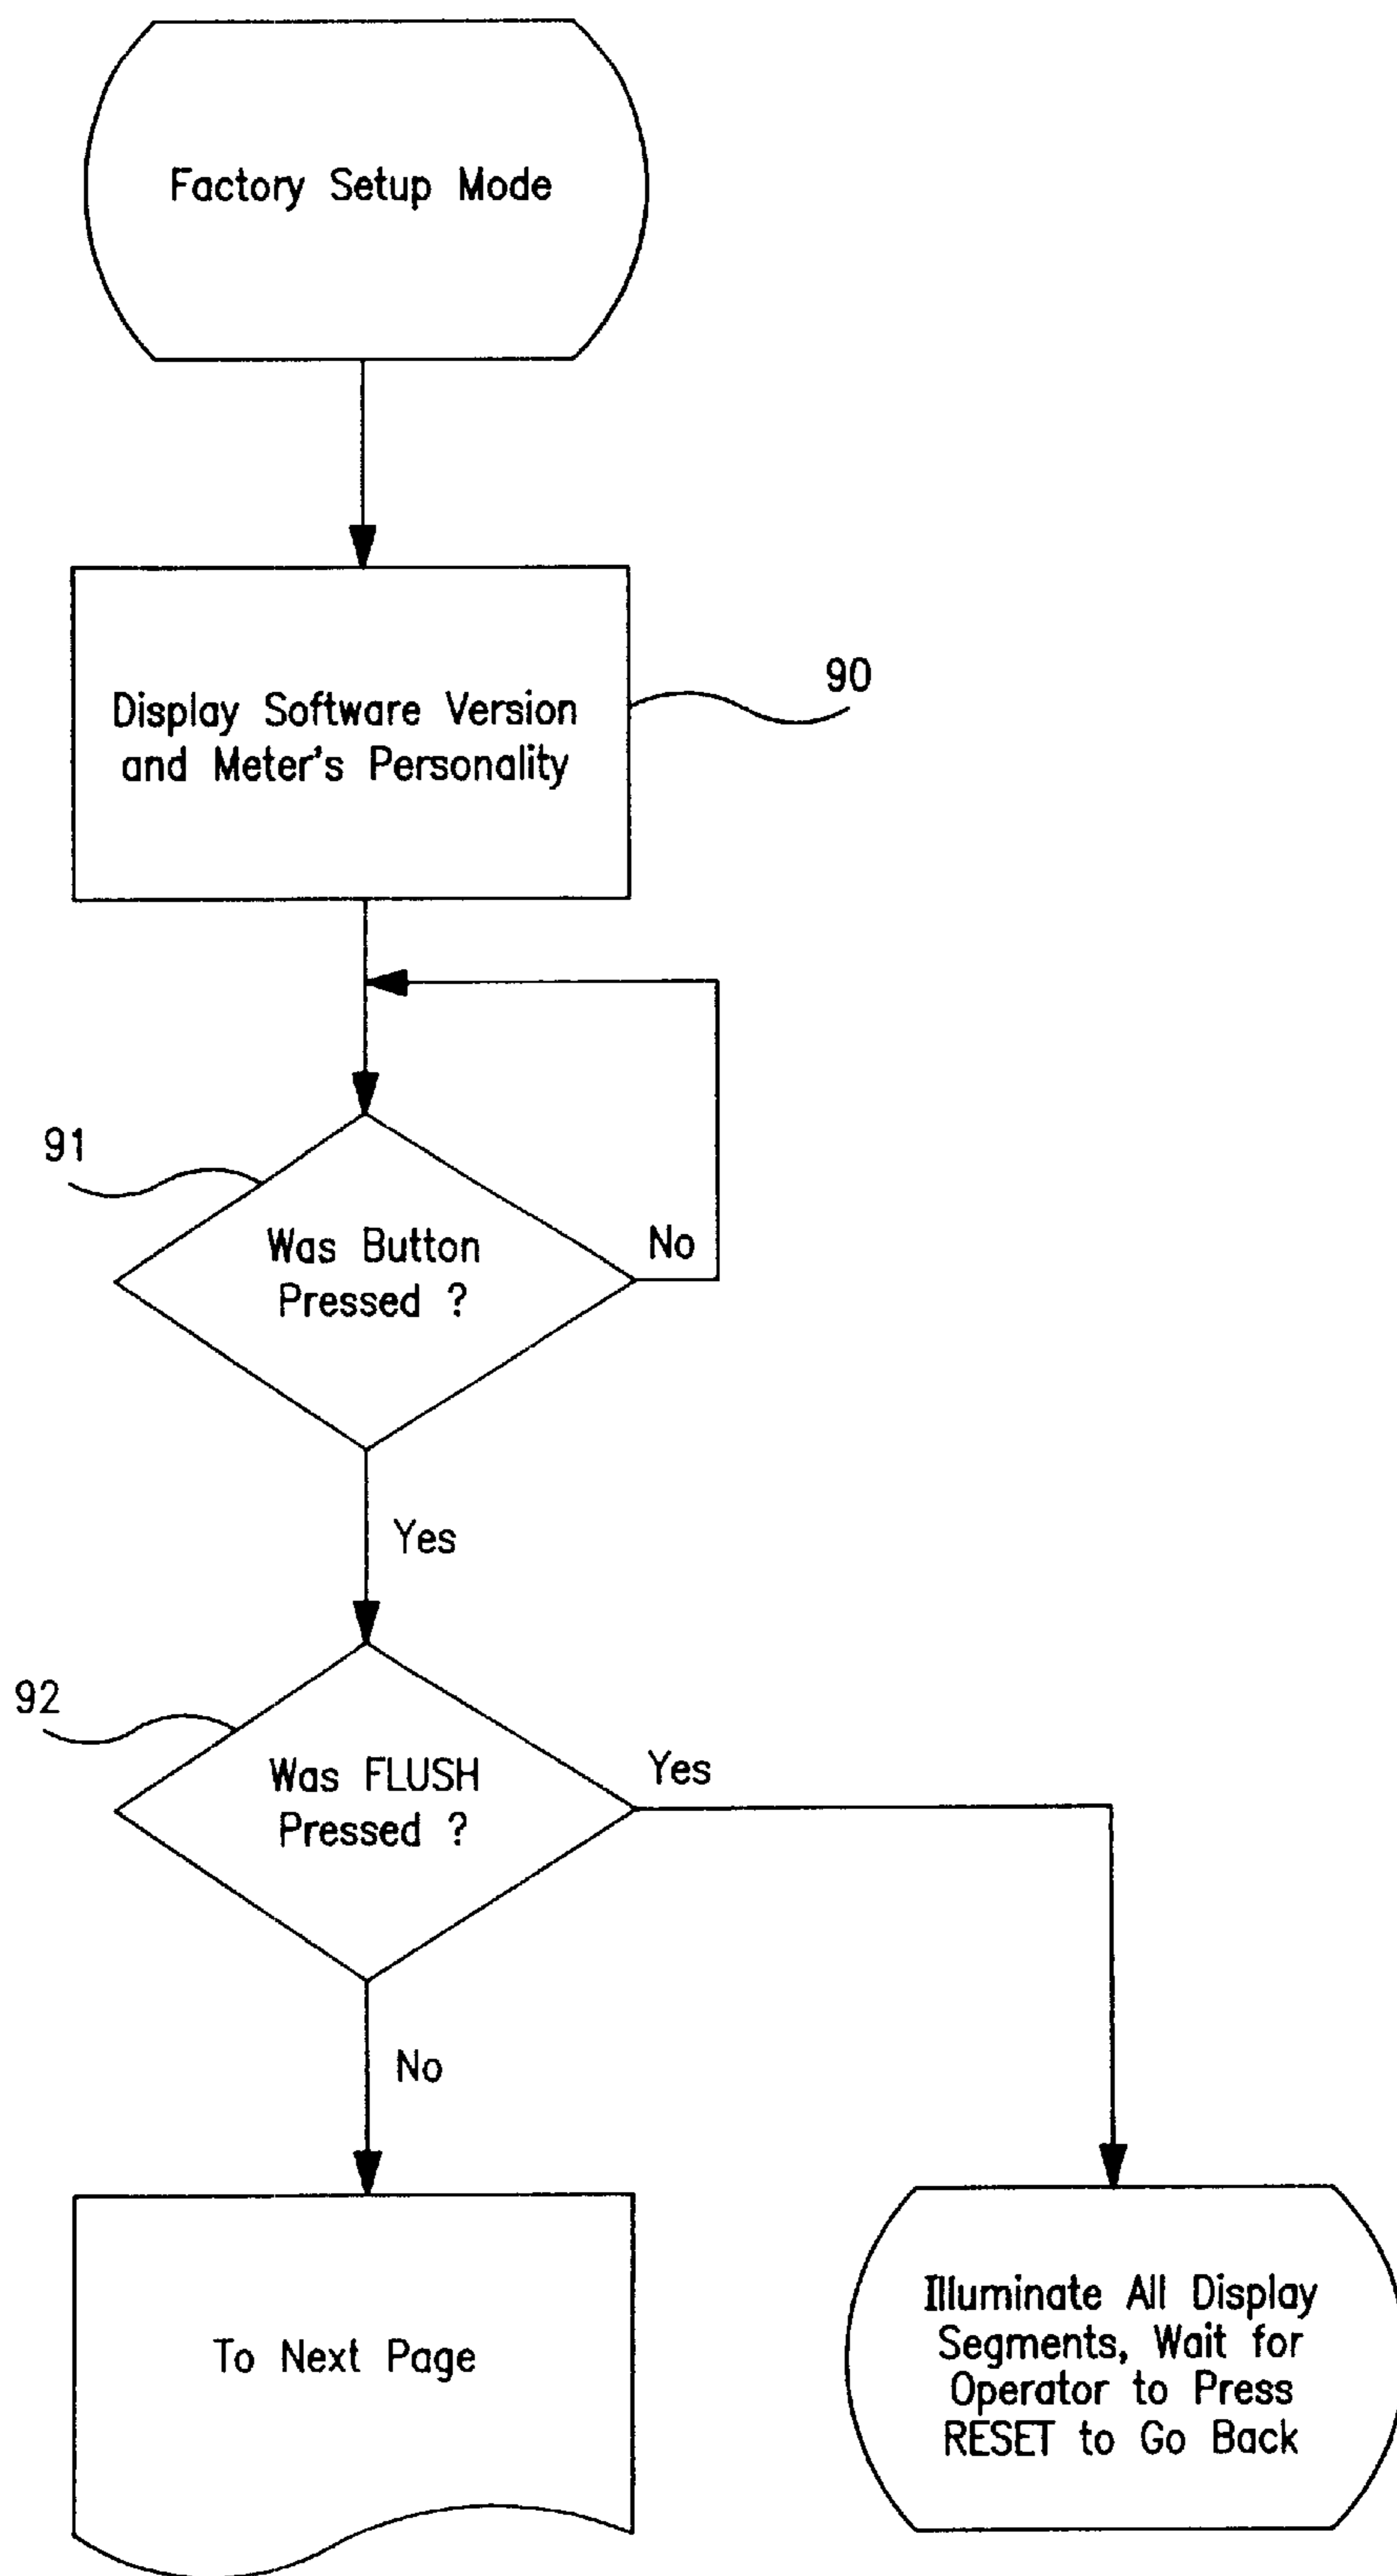 Factory Setup Mode
Display Software Version
and Meter's Personality
90
91
Was Button
Pressed ?
No
Yes
92
Was FLUSH
Pressed ?
Yes
No
To Next Page
Illuminate All Display
Segments, Wait for
Operator to Press
RESET to Go Back